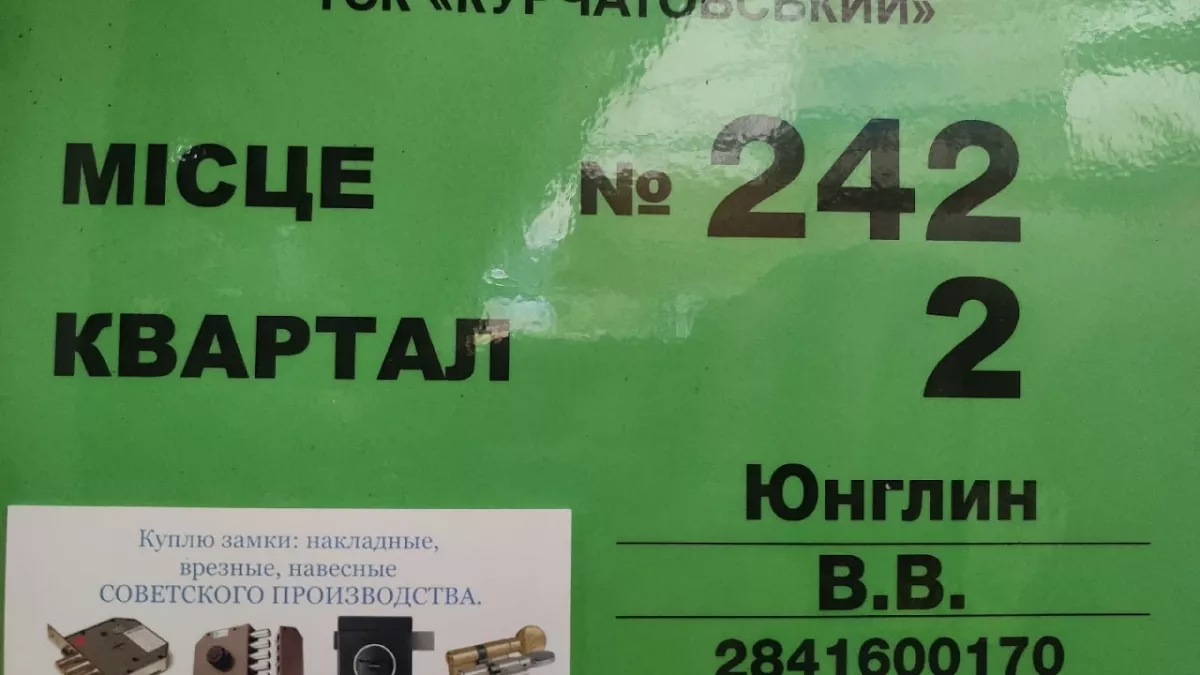 ТСК «КУРЧАТОВСЬКИЙ»
МІСЦЕ № 242
КВАРТАЛ 2
Юнглин
В.В.
2841600170
Куплю замки: накладные,
врезные, навесные
СОВЕТСКОГО ПРОИЗВОДСТВА.